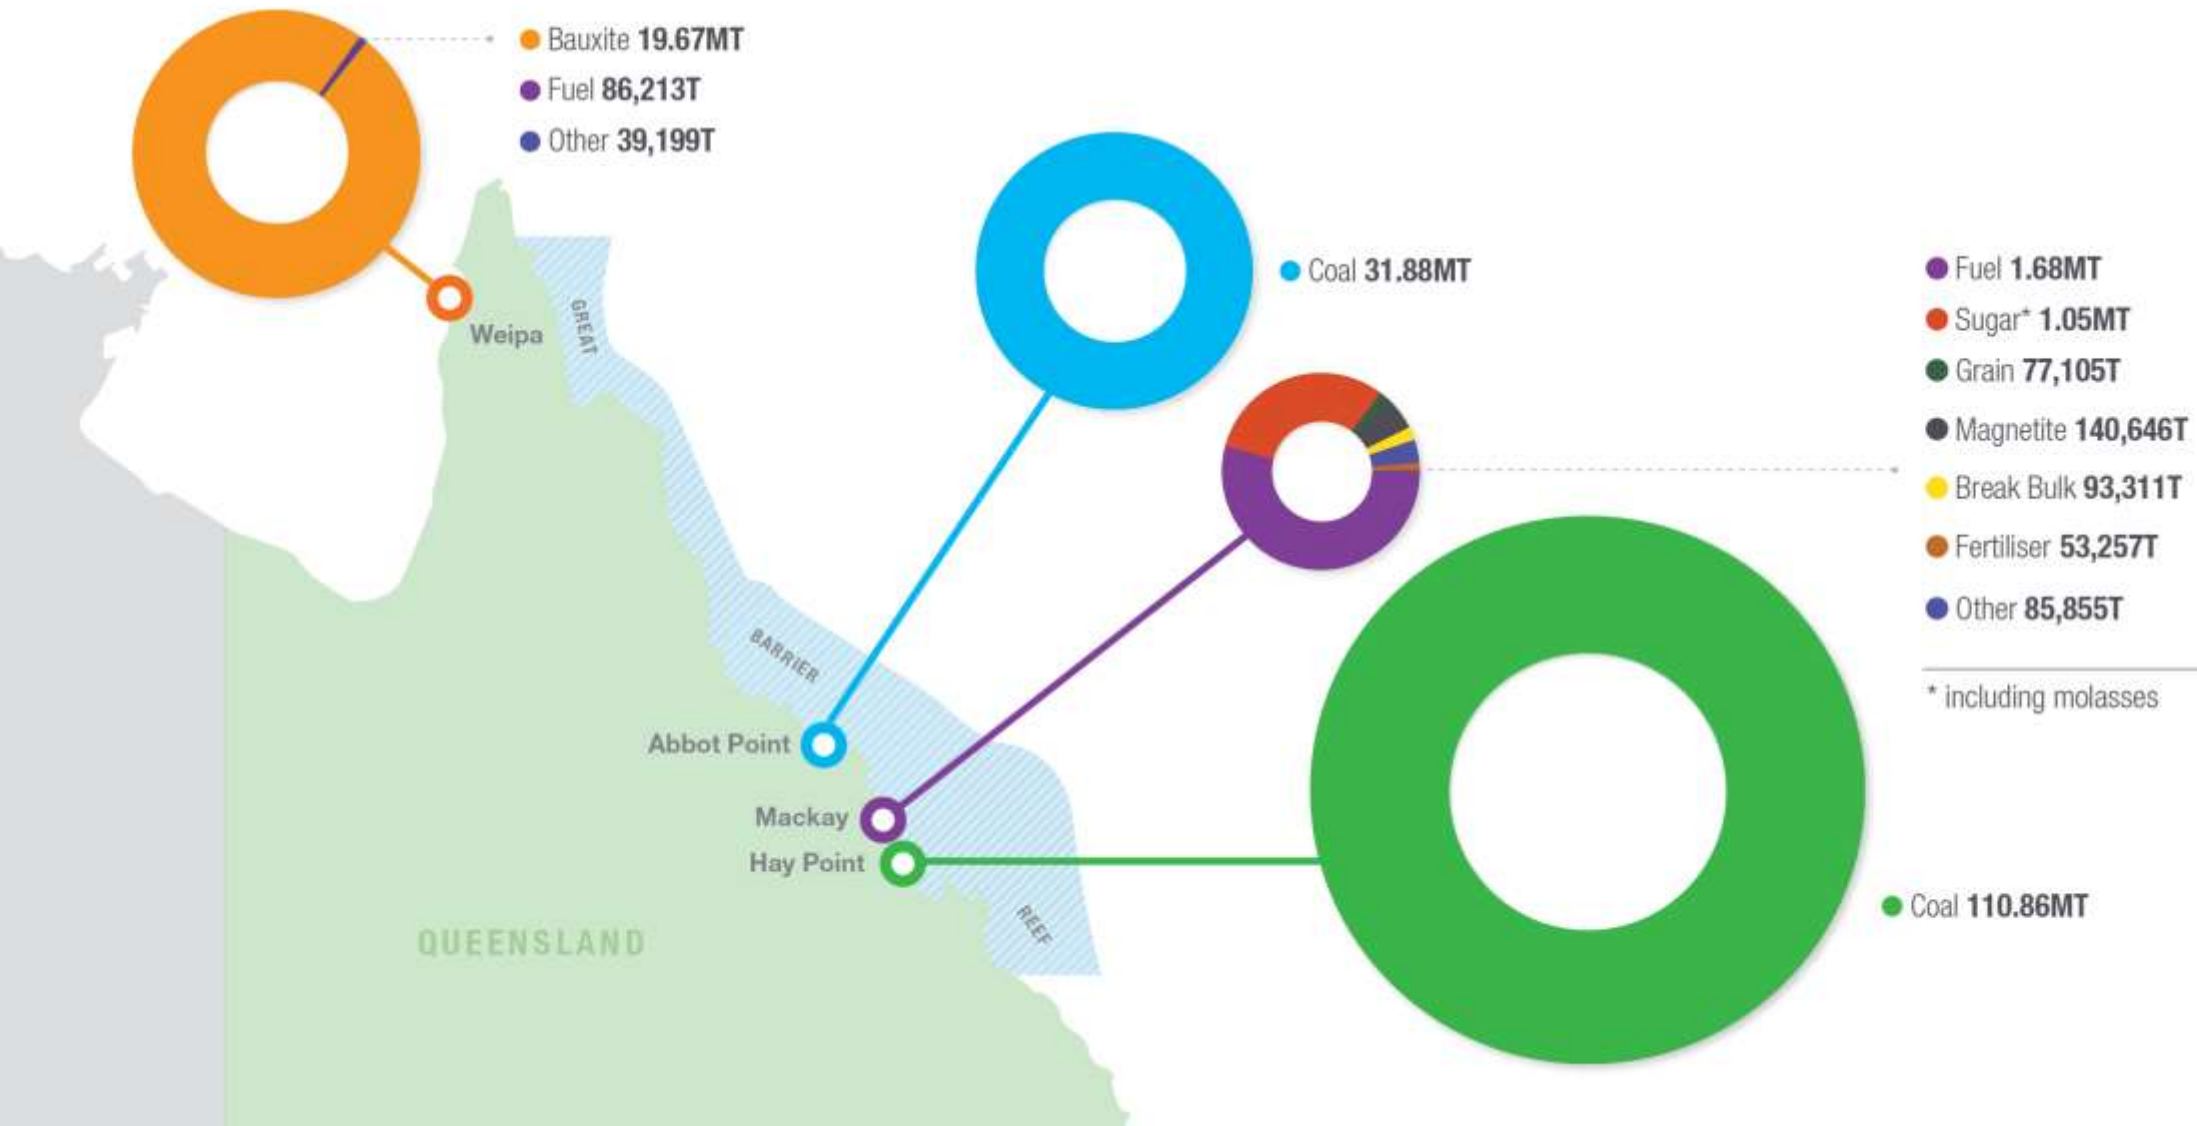 Bauxite 19.67MT
Fuel 86,213T
Other 39,199T
Coal 31.88MT
Fuel 1.68MT
Sugar* 1.05MT
Grain 77,105T
Magnetite 140,646T
Break Bulk 93,311T
Fertiliser 53,257T
Other 85,855T
* including molasses
Weipa
GREAT
BARRIER
REEF
Abbot Point
Mackay
Hay Point
Coal 110.86MT
QUEENSLAND